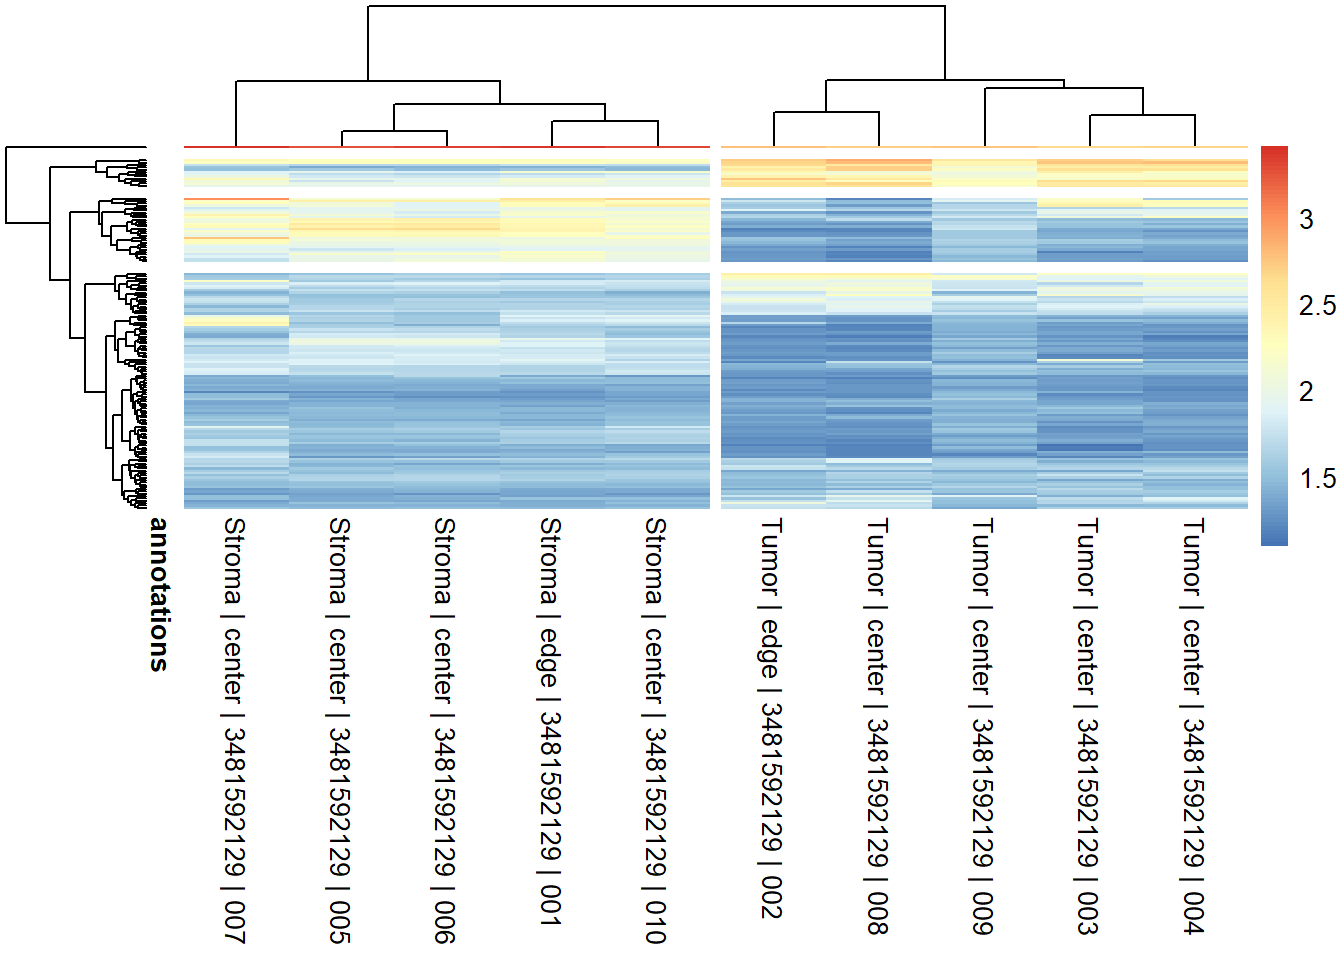 3
2.5
2
1.5
annotations
Stroma | center | 3481592129 | 007
Stroma | center | 3481592129 | 005
Stroma | center | 3481592129 | 006
Stroma | edge | 3481592129 | 001
Stroma | center | 3481592129 | 010
Tumor | edge | 3481592129 | 002
Tumor | center | 3481592129 | 008
Tumor | center | 3481592129 | 009
Tumor | center | 3481592129 | 003
Tumor | center | 3481592129 | 004